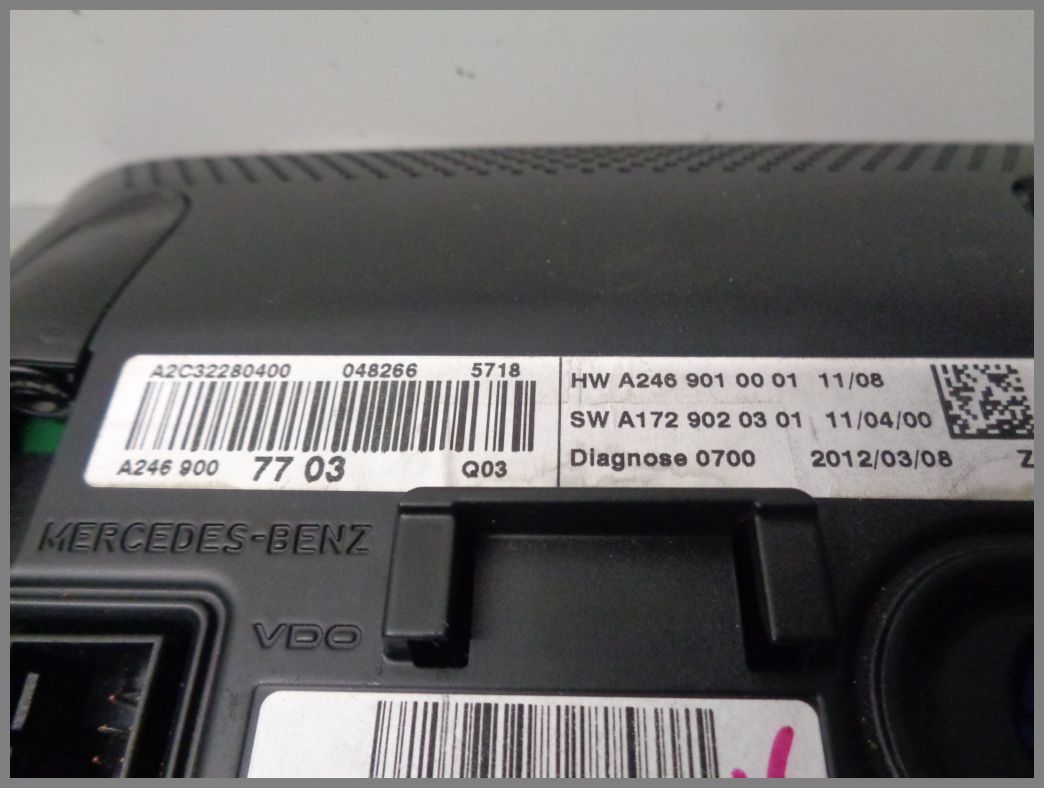 A2C32280400 048266 5718
A246 900 77 03 Q03
HW A246 901 00 01 11/08
SW A172 902 03 01 11/04/00
Diagnose 0700 2012/03/08 Z
MERCEDES-BENZ
VDO